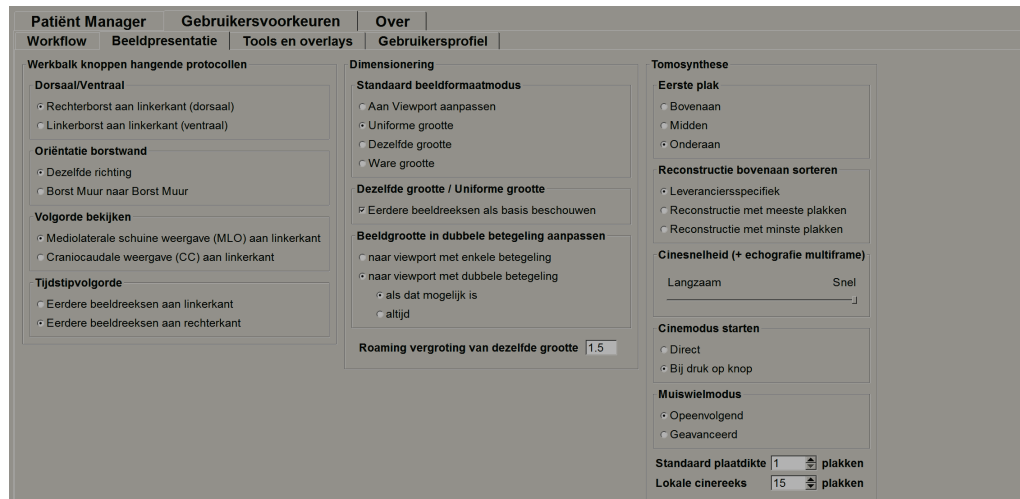 Patiënt Manager
Gebruikersvoorkeuren
Over
Workflow
Beeldpresentatie
Tools en overlays
Gebruikersprofiel
Werkbalk knoppen hangende protocollen
Dorsaal/Ventraal
Rechterborst aan linkerkant (dorsaal)
Linkerborst aan linkerkant (ventraal)
Oriëntatie borstwand
Dezelfde richting
Borst Muur naar Borst Muur
Volgorde bekijken
Mediolaterale schuine weergave (MLO) aan linkerkant
Craniocaudale weergave (CC) aan linkerkant
Tijdstipvolgorde
Eerdere beeldreeksen aan linkerkant
Eerdere beeldreeksen aan rechterkant
Dimensionering
Standaard beeldformaatmodus
Aan Viewport aanpassen
Uniforme grootte
Dezelfde grootte
Ware grootte
Dezelfde grootte / Uniforme grootte
Eerdere beeldreeksen als basis beschouwen
Beeldgrootte in dubbele betegeling aanpassen
naar viewport met enkele betegeling
naar viewport met dubbele betegeling
als dat mogelijk is
altijd
Roaming vergroting van dezelfde grootte 1.5
Tomosynthese
Eerste plak
Bovenaan
Midden
Onderaan
Reconstructie bovenaan sorteren
Leveranciersspecifiek
Reconstructie met meeste plakken
Reconstructie met minste plakken
Cinesnelheid (+ echografie multiframe)
Langzaam Snel
Cinemodus starten
Direct
Bij druk op knop
Muiswielmodus
Opeenvolgend
Geavanceerd
Standaard plaatdikte 1 plakken
Lokale cinereeks 15 plakken